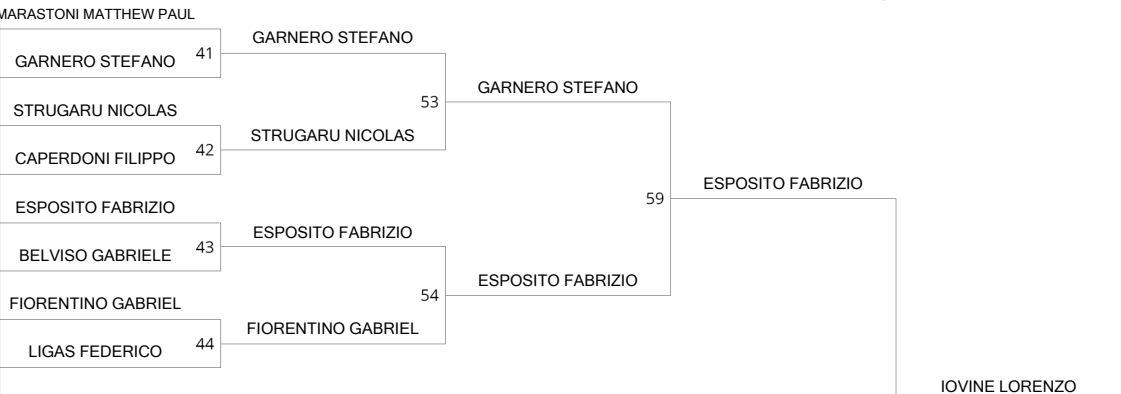 MARASTONI MATTHEW PAUL
GARNERO STEFANO
41
GARNERO STEFANO
STRUGARU NICOLAS
CAPERDONI FILIPPO
42
STRUGARU NICOLAS
53
GARNERO STEFANO
ESPOSITO FABRIZIO
BELVISO GABRIELE
43
ESPOSITO FABRIZIO
FIORENTINO GABRIEL
LIGAS FEDERICO
44
FIORENTINO GABRIEL
54
ESPOSITO FABRIZIO
59
ESPOSITO FABRIZIO
IOVINE LORENZO